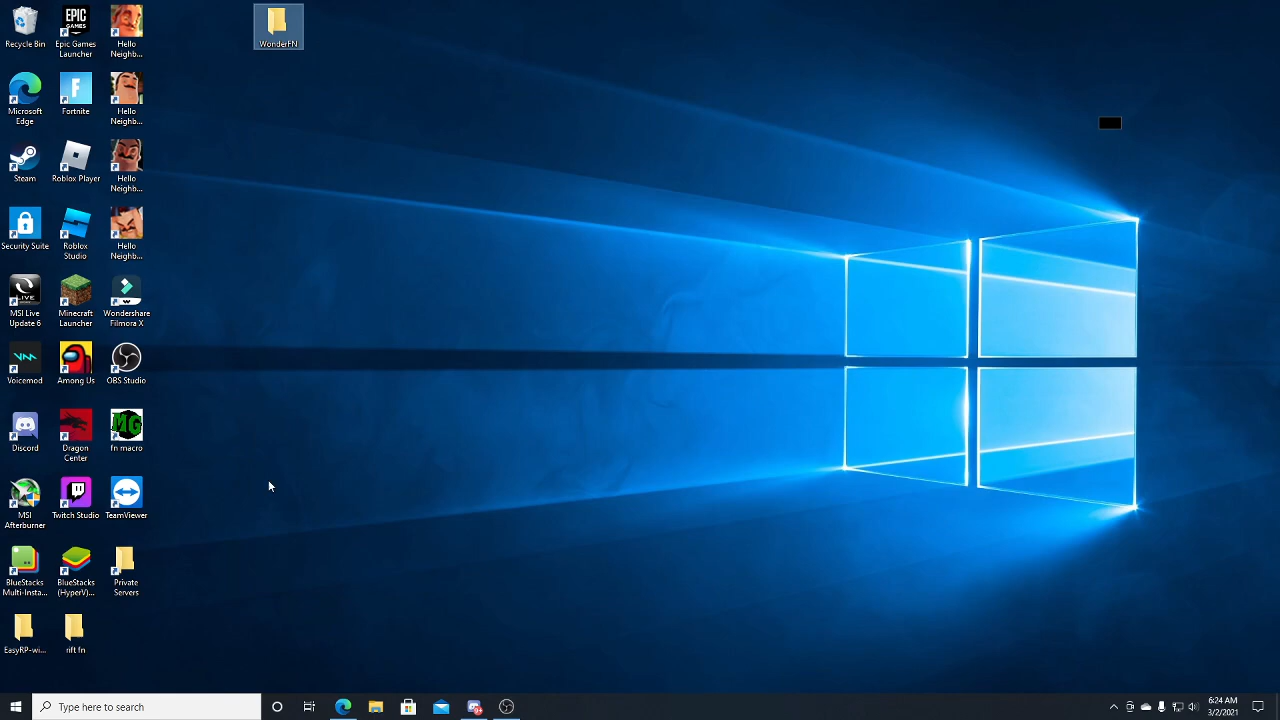 Recycle Bin
EPIC
GAMES
Epic Games
Launcher
Hello
Neighb...
WonderFN
Microsoft
Edge
F
Fortnite
Hello
Neighb...
Steam
Roblox Player
Hello
Neighb...
Security Suite
Roblox
Studio
Hello
Neighb...
LIVE
MSI Live
Update 6
Minecraft
Launcher
Wondershare
Filmora X
Voicemod
Among Us
OBS Studio
Discord
Dragon
Center
MG
fn macro
MSI
Afterburner
Twitch Studio
TeamViewer
BlueStacks
Multi-Insta...
BlueStacks
(HyperV)...
Private
Servers
EasyRP-wi...
rift fn
Type here to search
6:24 AM
3/2/2021